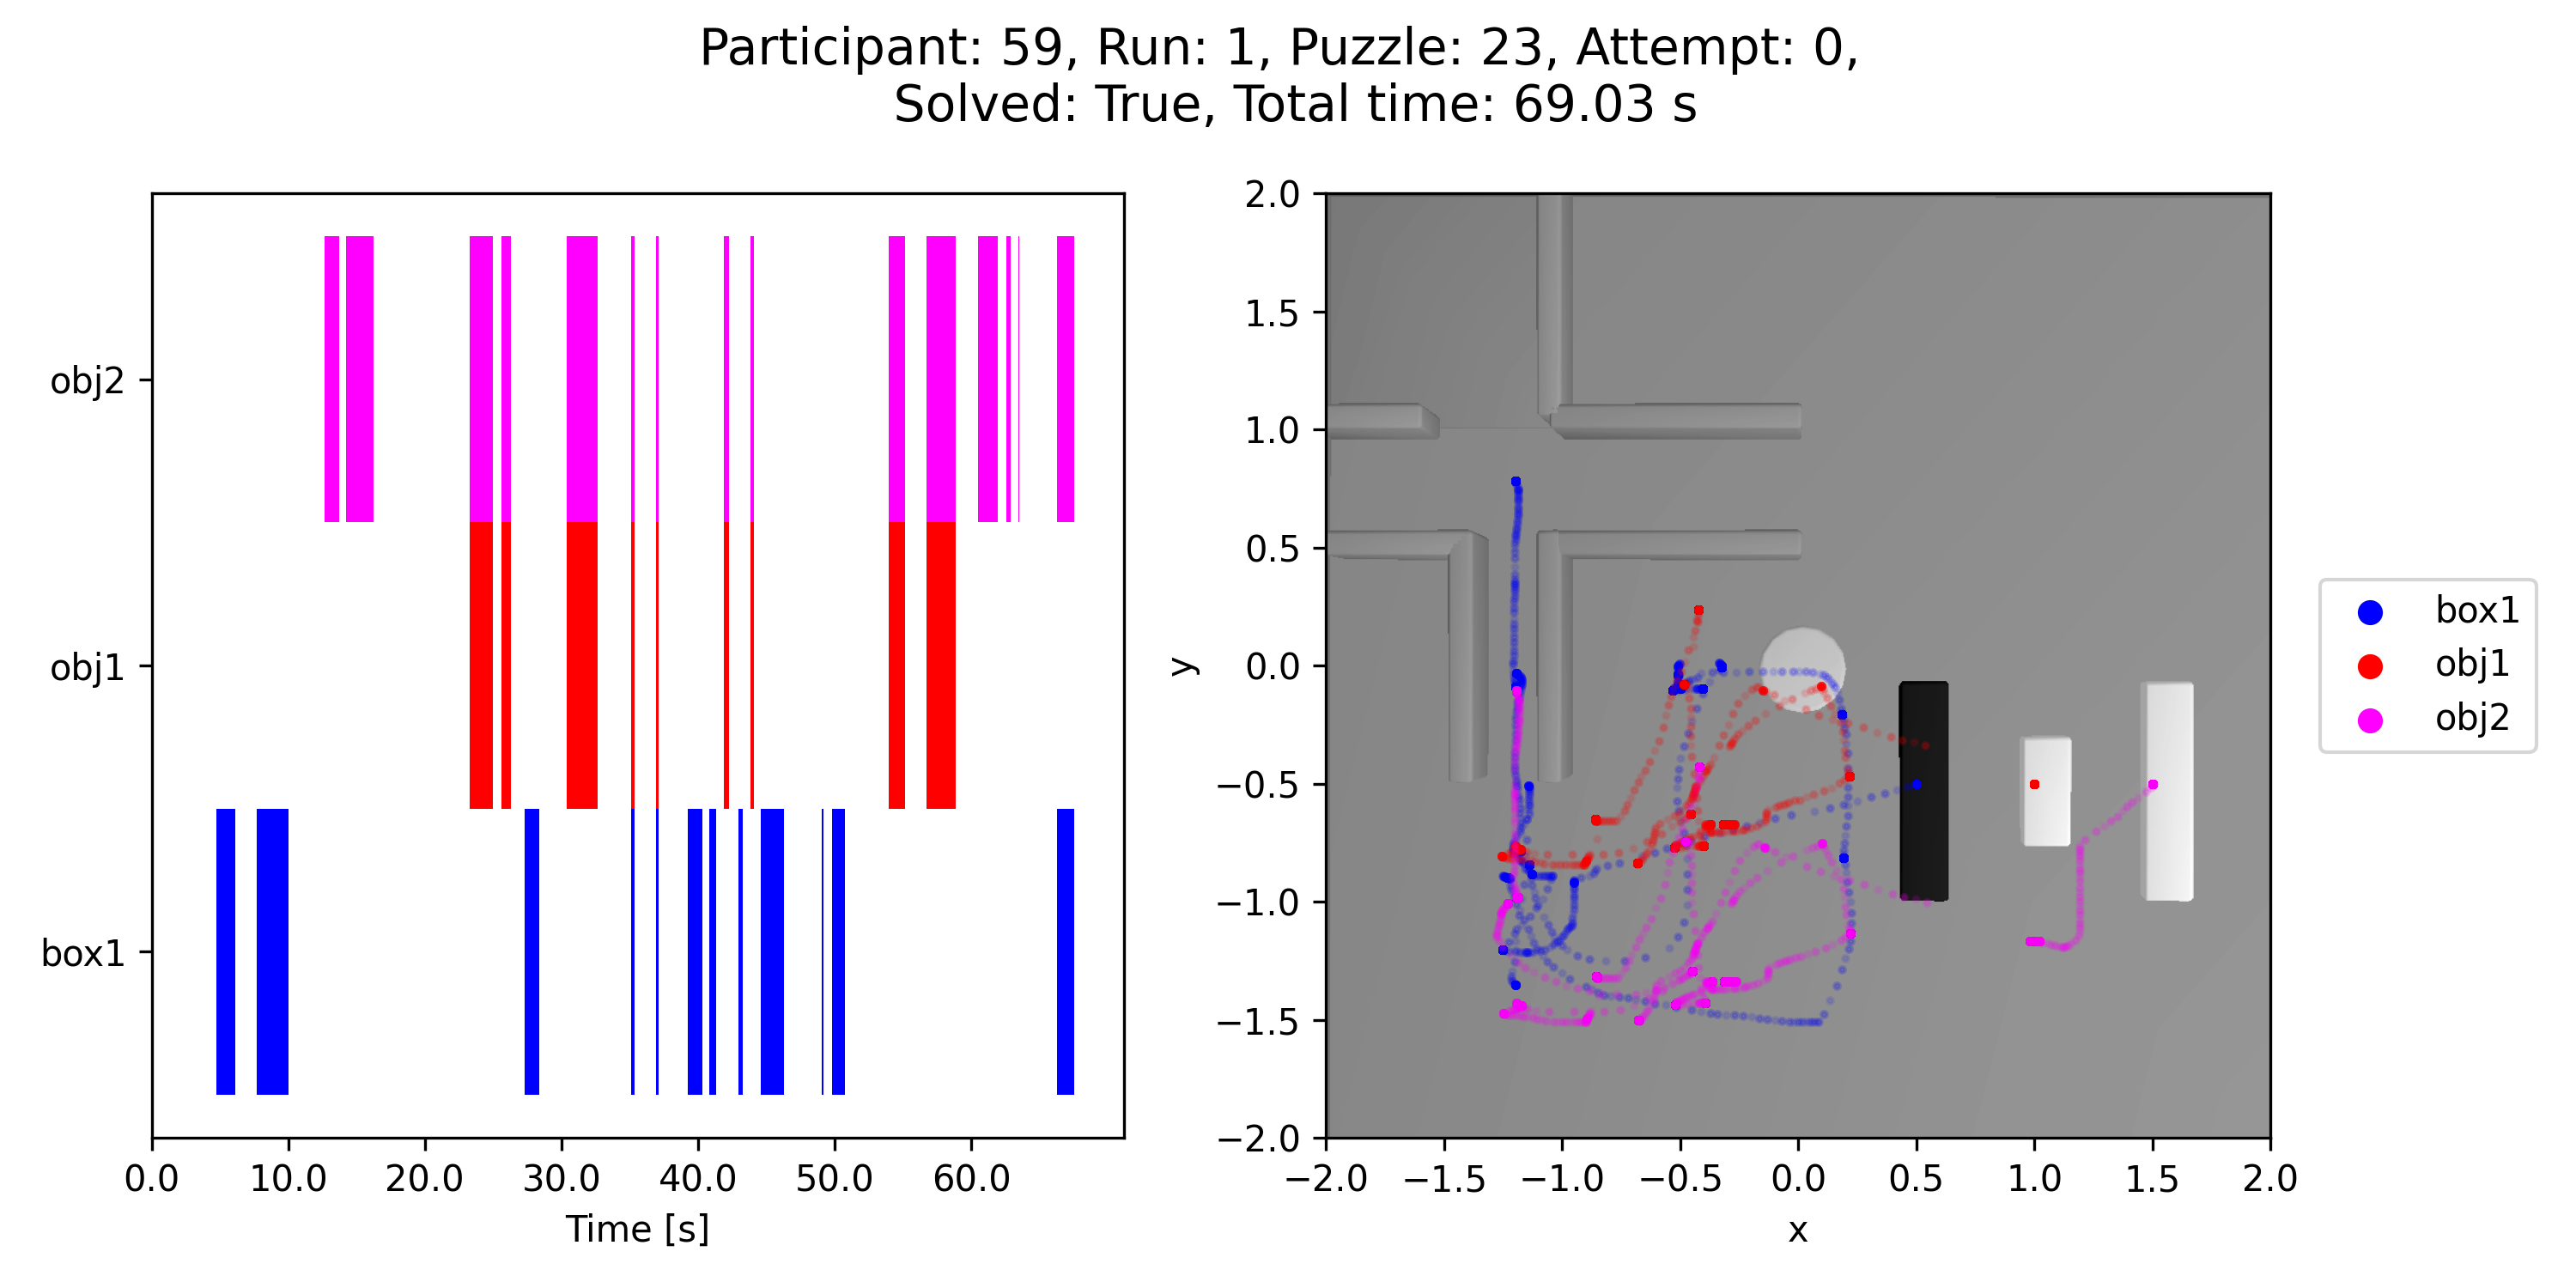 Participant: 59, Run: 1, Puzzle: 23, Attempt: 0,
Solved: True, Total time: 69.03 s
obj2
obj1
box1
0.0 10.0 20.0 30.0 40.0 50.0 60.0
Time [s]
2.0
1.5
1.0
0.5
0.0
−0.5
−1.0
−1.5
−2.0
y
−2.0 −1.5 −1.0 −0.5 0.0 0.5 1.0 1.5 2.0
x
box1
obj1
obj2